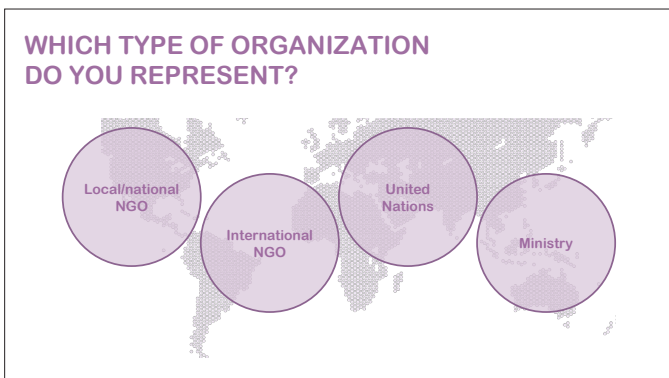 WHICH TYPE OF ORGANIZATION
DO YOU REPRESENT?
Local/national
NGO
International
NGO
United
Nations
Ministry